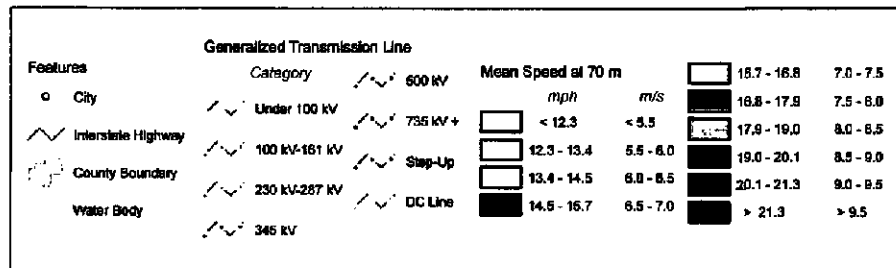 Features
City
Interstate Highway
County Boundary
Water Body
Generalized Transmission Line
Category
Under 100 kV
100 kV-161 kV
230 kV-287 kV
345 kV
500 kV
735 kV +
Step-Up
DC Line
Mean Speed at 70 m
mph m/s
< 12.3 < 5.5
12.3 - 13.4 5.5 - 6.0
13.4 - 14.5 6.0 - 6.5
14.5 - 15.7 6.5 - 7.0
15.7 - 16.8 7.0 - 7.5
16.8 - 17.9 7.5 - 8.0
17.9 - 19.0 8.0 - 8.5
19.0 - 20.1 8.5 - 9.0
20.1 - 21.3 9.0 - 9.5
> 21.3 > 9.5